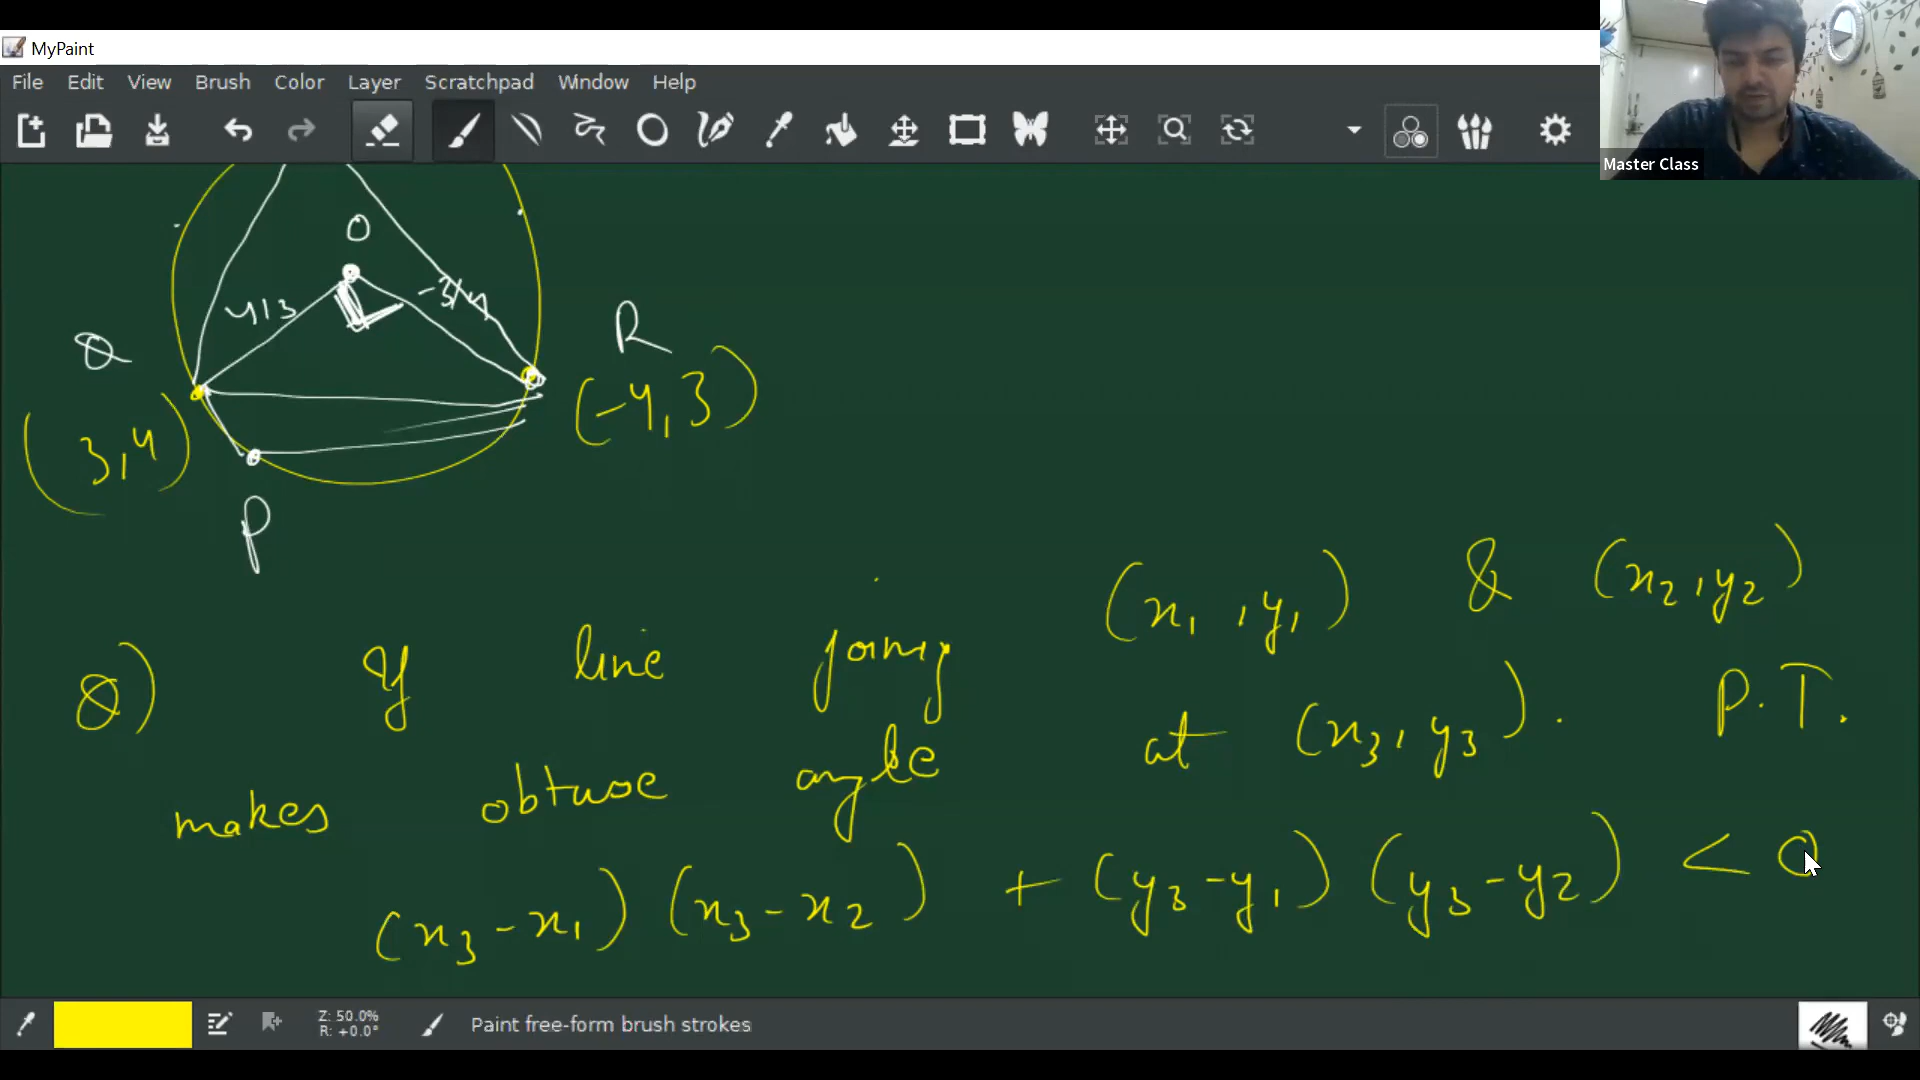 MyPaint
File Edit View Brush Color Layer Scratchpad Window Help
Master Class
O
4/3
-3/4
Q
R
(3,4)
(-4,3)
P
(x1, y1) & (x2, y2)
Q) If line joining
makes obtuse angle at (x3, y3). P.T.
(x3-x1)(x3-x2) + (y3-y1)(y3-y2) < 0
Z: 50.0%
R: +0.0°
Paint free-form brush strokes